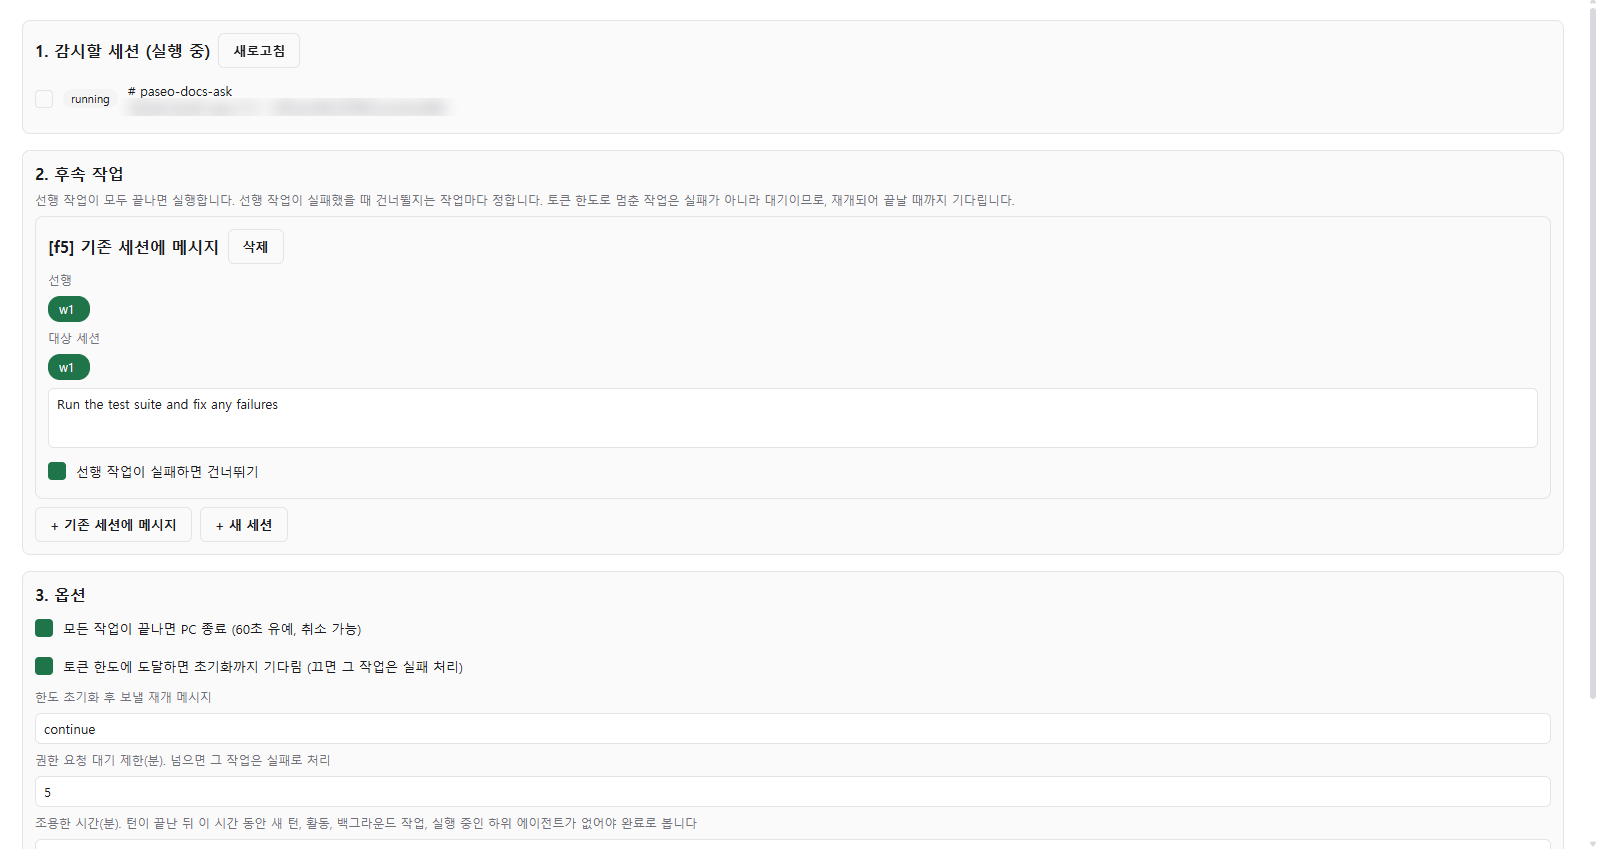 1. 감시할 세션 (실행 중)
새로고침
running
# paseo-docs-ask
2. 후속 작업
선행 작업이 모두 끝나면 실행합니다. 선행 작업이 실패했을 때 건너뛸지는 작업마다 정합니다. 토큰 한도로 멈춘 작업은 실패가 아니라 대기이므로, 재개되어 끝날 때까지 기다립니다.
[f5] 기존 세션에 메시지
삭제
선행
w1
대상 세션
w1
Run the test suite and fix any failures
선행 작업이 실패하면 건너뛰기
+ 기존 세션에 메시지
+ 새 세션
3. 옵션
모든 작업이 끝나면 PC 종료 (60초 유예, 취소 가능)
토큰 한도에 도달하면 초기화까지 기다림 (끄면 그 작업은 실패 처리)
한도 초기화 후 보낼 재개 메시지
continue
권한 요청 대기 제한(분). 넘으면 그 작업은 실패로 처리
5
조용한 시간(분). 턴이 끝난 뒤 이 시간 동안 새 턴, 활동, 백그라운드 작업, 실행 중인 하위 에이전트가 없어야 완료로 봅니다